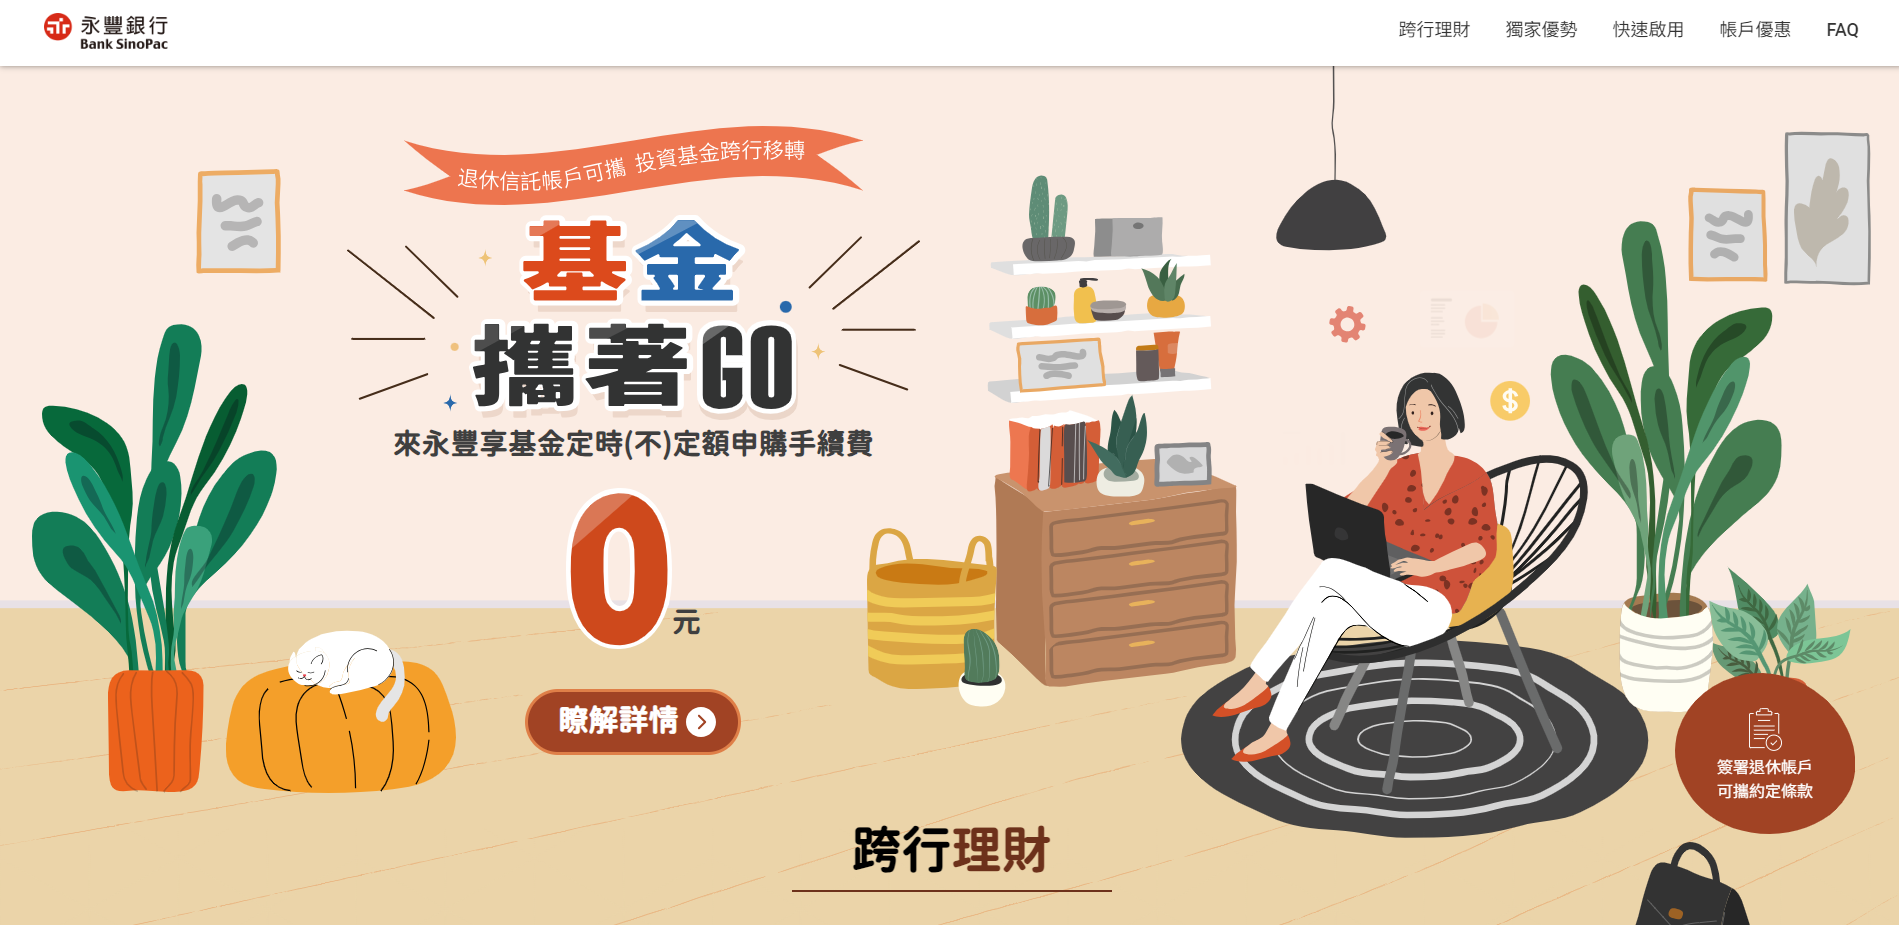 永豐銀行
Bank SinoPac
跨行理財 獨家優勢 快速啟用 帳戶優惠 FAQ
退休信託帳戶可攜 投資基金跨行移轉
基金
攜著GO
來永豐享基金定時(不)定額申購手續費
0元
瞭解詳情
$
簽署退休帳戶
可攜約定條款
跨行理財